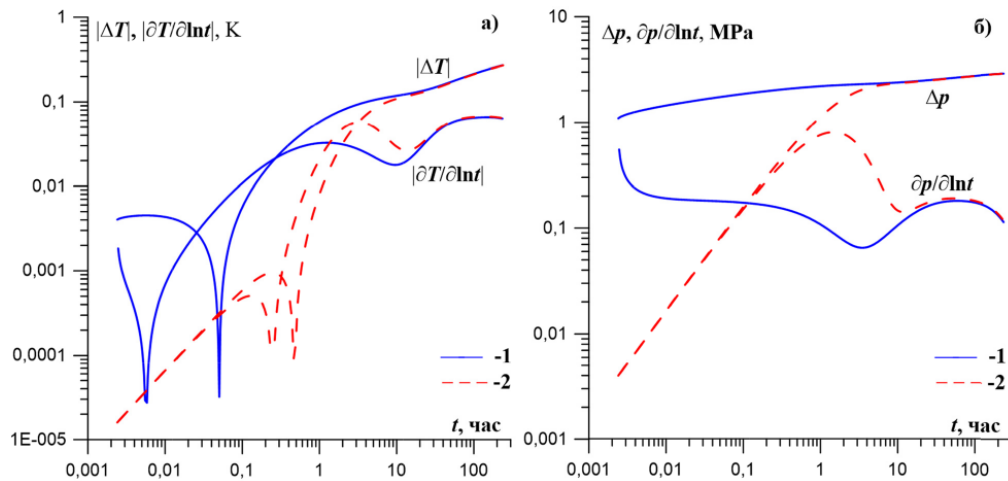 |ΔT|, |∂T/∂lnt|, K
а)
1
0,1
0,01
0,001
0,0001
1E-005
|ΔT|
|∂T/∂lnt|
-1
-2
t, час
0,001 0,01 0,1 1 10 100
Δp, ∂p/∂lnt, MPa
б)
10
1
0,1
0,01
0,001
Δp
∂p/∂lnt
-1
-2
t, час
0,001 0,01 0,1 1 10 100